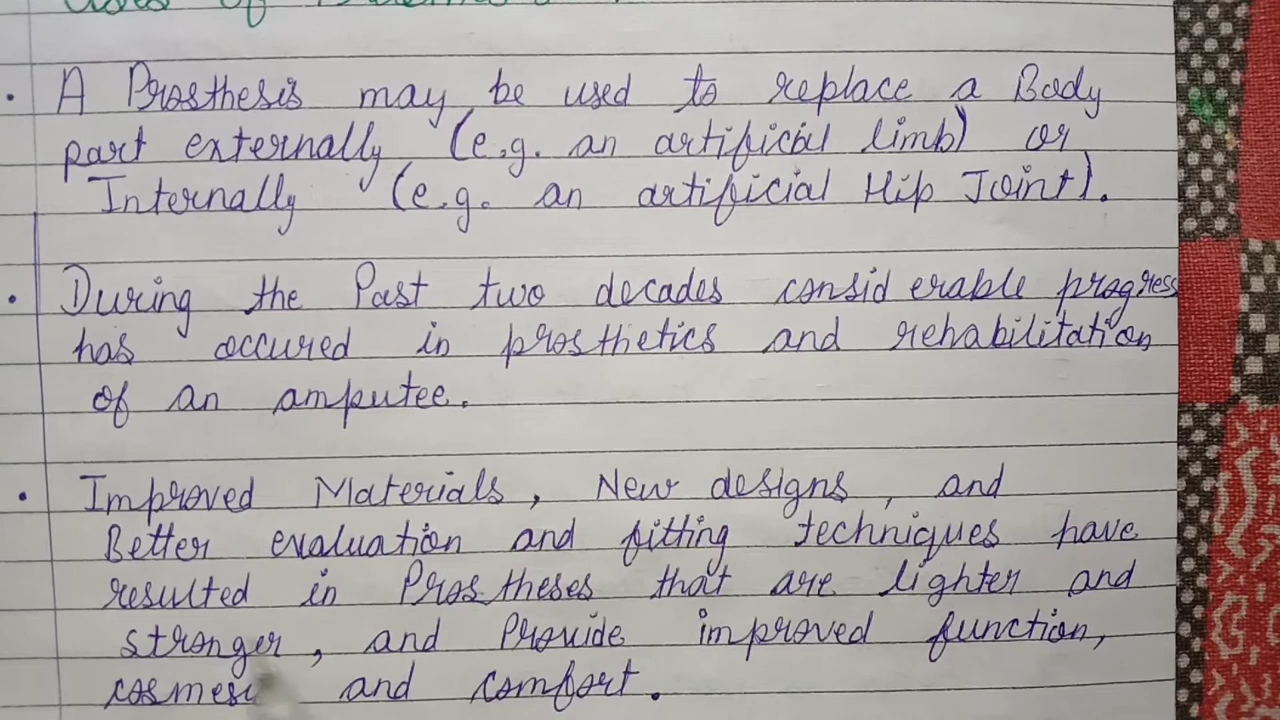 Uses of
• A Prosthesis may be used to replace a Body
part externally (e.g. an artificial limb) or
Internally (e.g. an artificial Hip Joint).
• During the Past two decades considerable progress
has occured in prosthetics and rehabilitation
of an amputee.
• Improved Materials, New designs, and
Better evaluation and fitting techniques have
resulted in Prostheses that are lighter and
stronger, and Provide improved function,
and comfort.